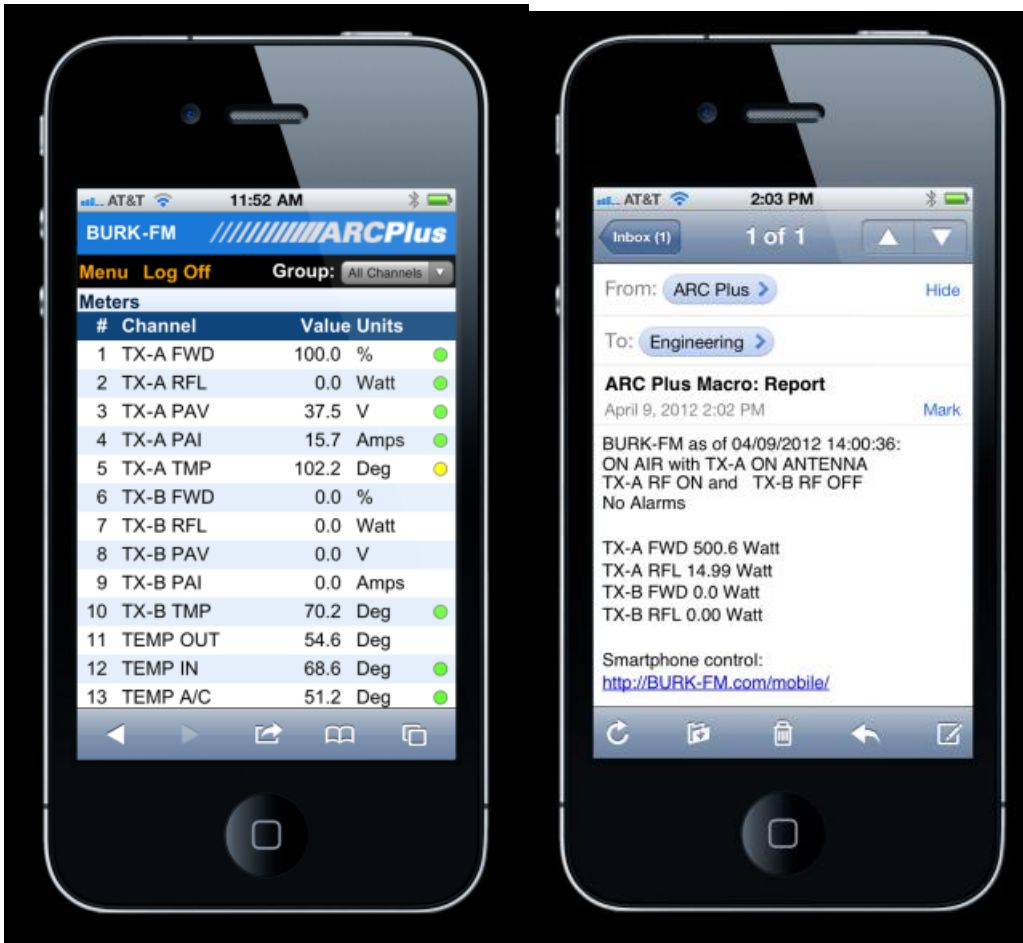 AT&T 11:52 AM
BURK-FM ARCPlus
Menu Log Off Group: All Channels
Meters
# Channel Value Units
1 TX-A FWD 100.0 %
2 TX-A RFL 0.0 Watt
3 TX-A PAV 37.5 V
4 TX-A PAI 15.7 Amps
5 TX-A TMP 102.2 Deg
6 TX-B FWD 0.0 %
7 TX-B RFL 0.0 Watt
8 TX-B PAV 0.0 V
9 TX-B PAI 0.0 Amps
10 TX-B TMP 70.2 Deg
11 TEMP OUT 54.6 Deg
12 TEMP IN 68.6 Deg
13 TEMP A/C 51.2 Deg
AT&T 2:03 PM
Inbox (1) 1 of 1
From: ARC Plus Hide
To: Engineering
ARC Plus Macro: Report
April 9, 2012 2:02 PM Mark
BURK-FM as of 04/09/2012 14:00:36:
ON AIR with TX-A ON ANTENNA
TX-A RF ON and TX-B RF OFF
No Alarms
TX-A FWD 500.6 Watt
TX-A RFL 14.99 Watt
TX-B FWD 0.0 Watt
TX-B RFL 0.00 Watt
Smartphone control:
http://BURK-FM.com/mobile/